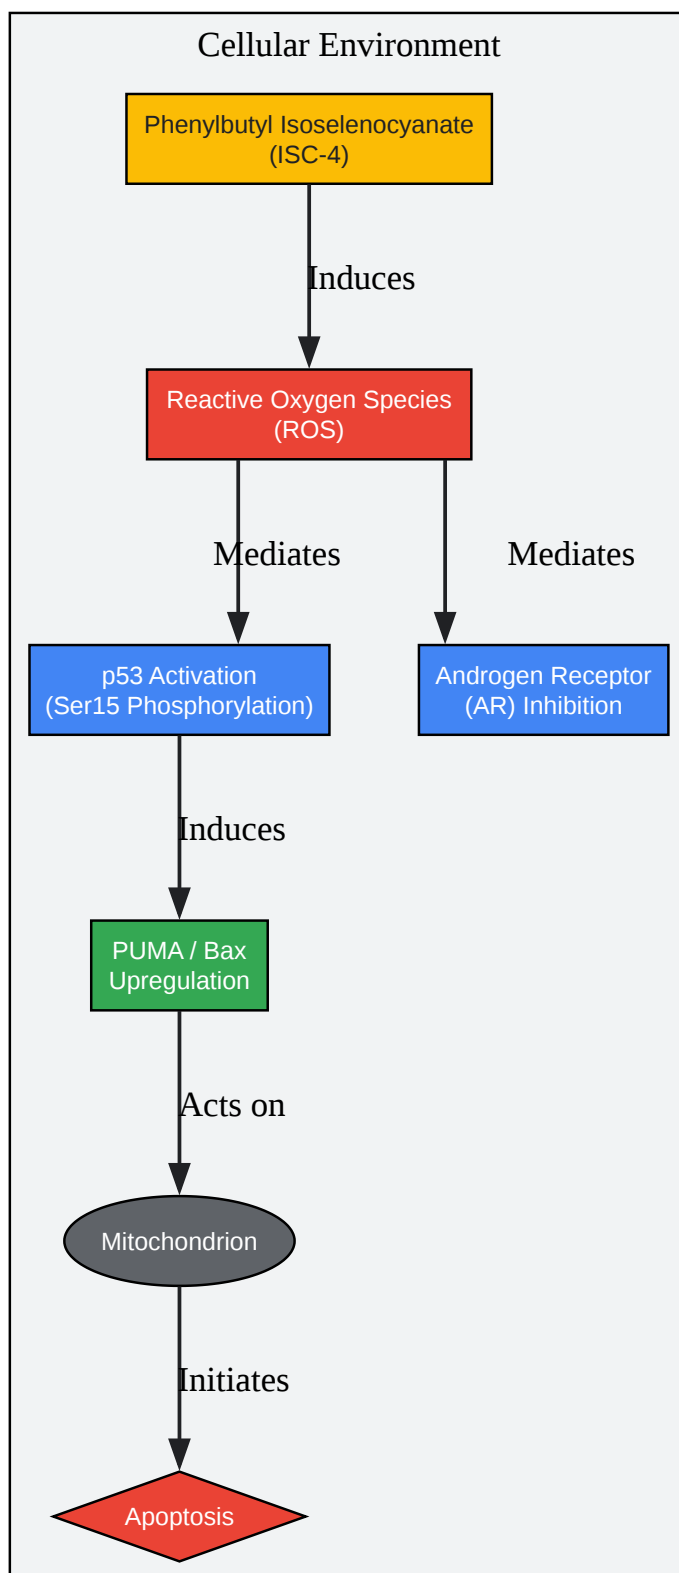 Cellular Environment
Phenylbutyl Isoselenocyanate
(ISC-4)
Induces
Reactive Oxygen Species
(ROS)
Mediates
Mediates
p53 Activation
(Ser15 Phosphorylation)
Androgen Receptor
(AR) Inhibition
Induces
PUMA / Bax
Upregulation
Acts on
Mitochondrion
Initiates
Apoptosis